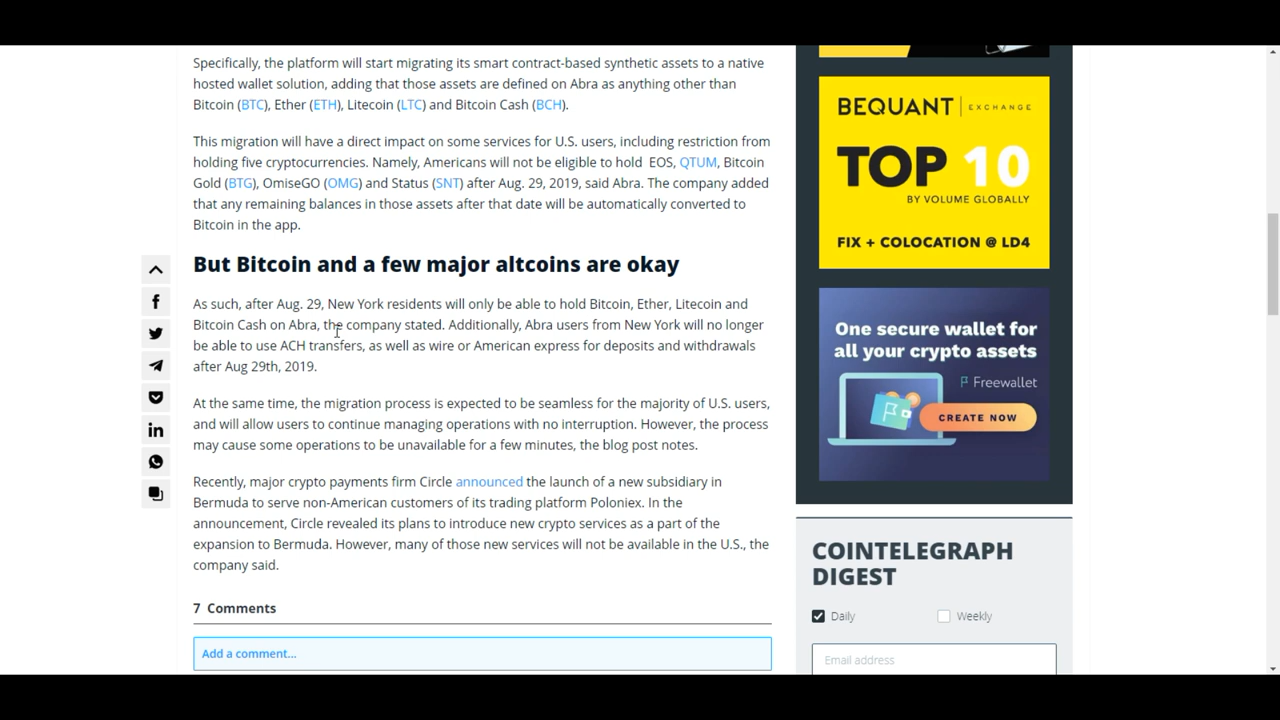 Specifically, the platform will start migrating its smart contract-based synthetic assets to a native
hosted wallet solution, adding that those assets are defined on Abra as anything other than
Bitcoin (BTC), Ether (ETH), Litecoin (LTC) and Bitcoin Cash (BCH).
This migration will have a direct impact on some services for U.S. users, including restriction from
holding five cryptocurrencies. Namely, Americans will not be eligible to hold EOS, QTUM, Bitcoin
Gold (BTG), OmiseGO (OMG) and Status (SNT) after Aug. 29, 2019, said Abra. The company added
that any remaining balances in those assets after that date will be automatically converted to
Bitcoin in the app.
But Bitcoin and a few major altcoins are okay
As such, after Aug. 29, New York residents will only be able to hold Bitcoin, Ether, Litecoin and
Bitcoin Cash on Abra, the company stated. Additionally, Abra users from New York will no longer
be able to use ACH transfers, as well as wire or American express for deposits and withdrawals
after Aug 29th, 2019.
At the same time, the migration process is expected to be seamless for the majority of U.S. users,
and will allow users to continue managing operations with no interruption. However, the process
may cause some operations to be unavailable for a few minutes, the blog post notes.
Recently, major crypto payments firm Circle announced the launch of a new subsidiary in
Bermuda to serve non-American customers of its trading platform Poloniex. In the
announcement, Circle revealed its plans to introduce new crypto services as a part of the
expansion to Bermuda. However, many of those new services will not be available in the U.S., the
company said.
7 Comments
Add a comment...
BEQUANT | EXCHANGE
TOP 10
BY VOLUME GLOBALLY
FIX + COLOCATION @ LD4
One secure wallet for
all your crypto assets
Freewallet
CREATE NOW
COINTELEGRAPH
DIGEST
Daily
Weekly
Email address